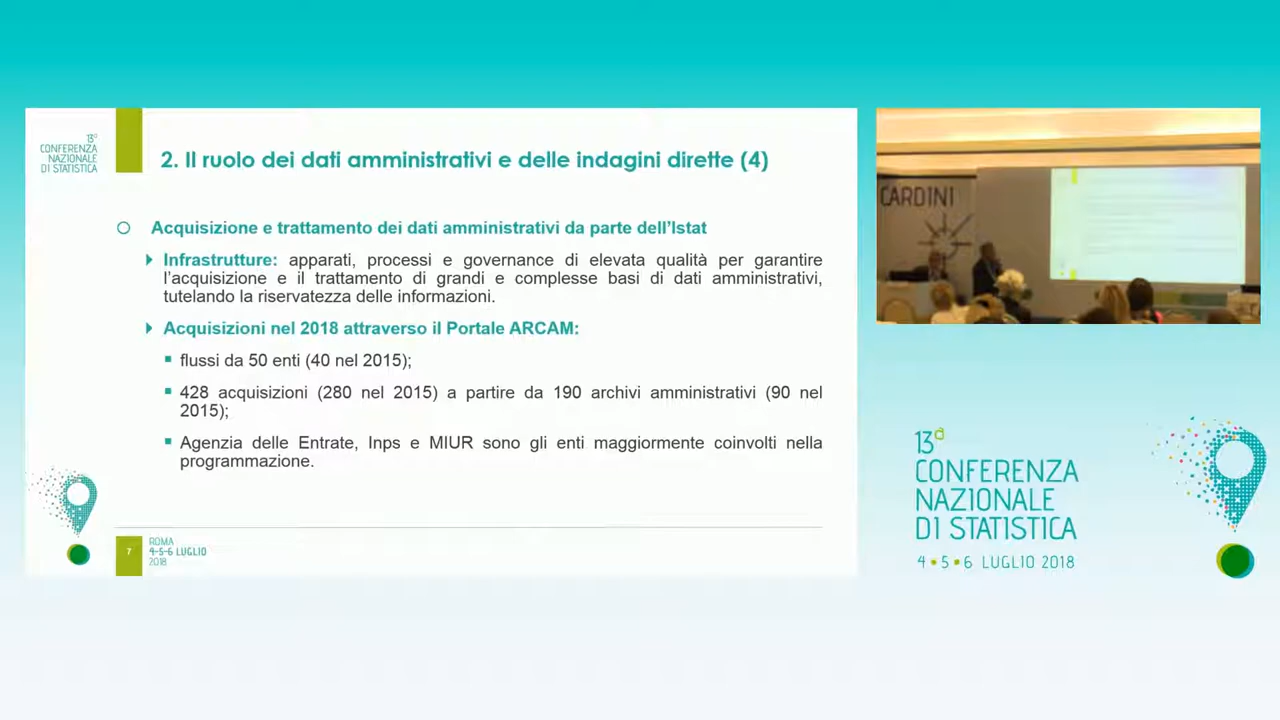 13a
CONFERENZA
NAZIONALE
DI STATISTICA
2. Il ruolo dei dati amministrativi e delle indagini dirette (4)
Acquisizione e trattamento dei dati amministrativi da parte dell'Istat
Infrastrutture: apparati, processi e governance di elevata qualità per garantire
l'acquisizione e il trattamento di grandi e complesse basi di dati amministrativi,
tutelando la riservatezza delle informazioni.
Acquisizioni nel 2018 attraverso il Portale ARCAM:
flussi da 50 enti (40 nel 2015);
428 acquisizioni (280 nel 2015) a partire da 190 archivi amministrativi (90 nel
2015);
Agenzia delle Entrate, Inps e MIUR sono gli enti maggiormente coinvolti nella
programmazione.
7
ROMA
4-5-6 LUGLIO
2018
CARDINI
13a
CONFERENZA
NAZIONALE
DI STATISTICA
4 • 5 • 6 LUGLIO 2018